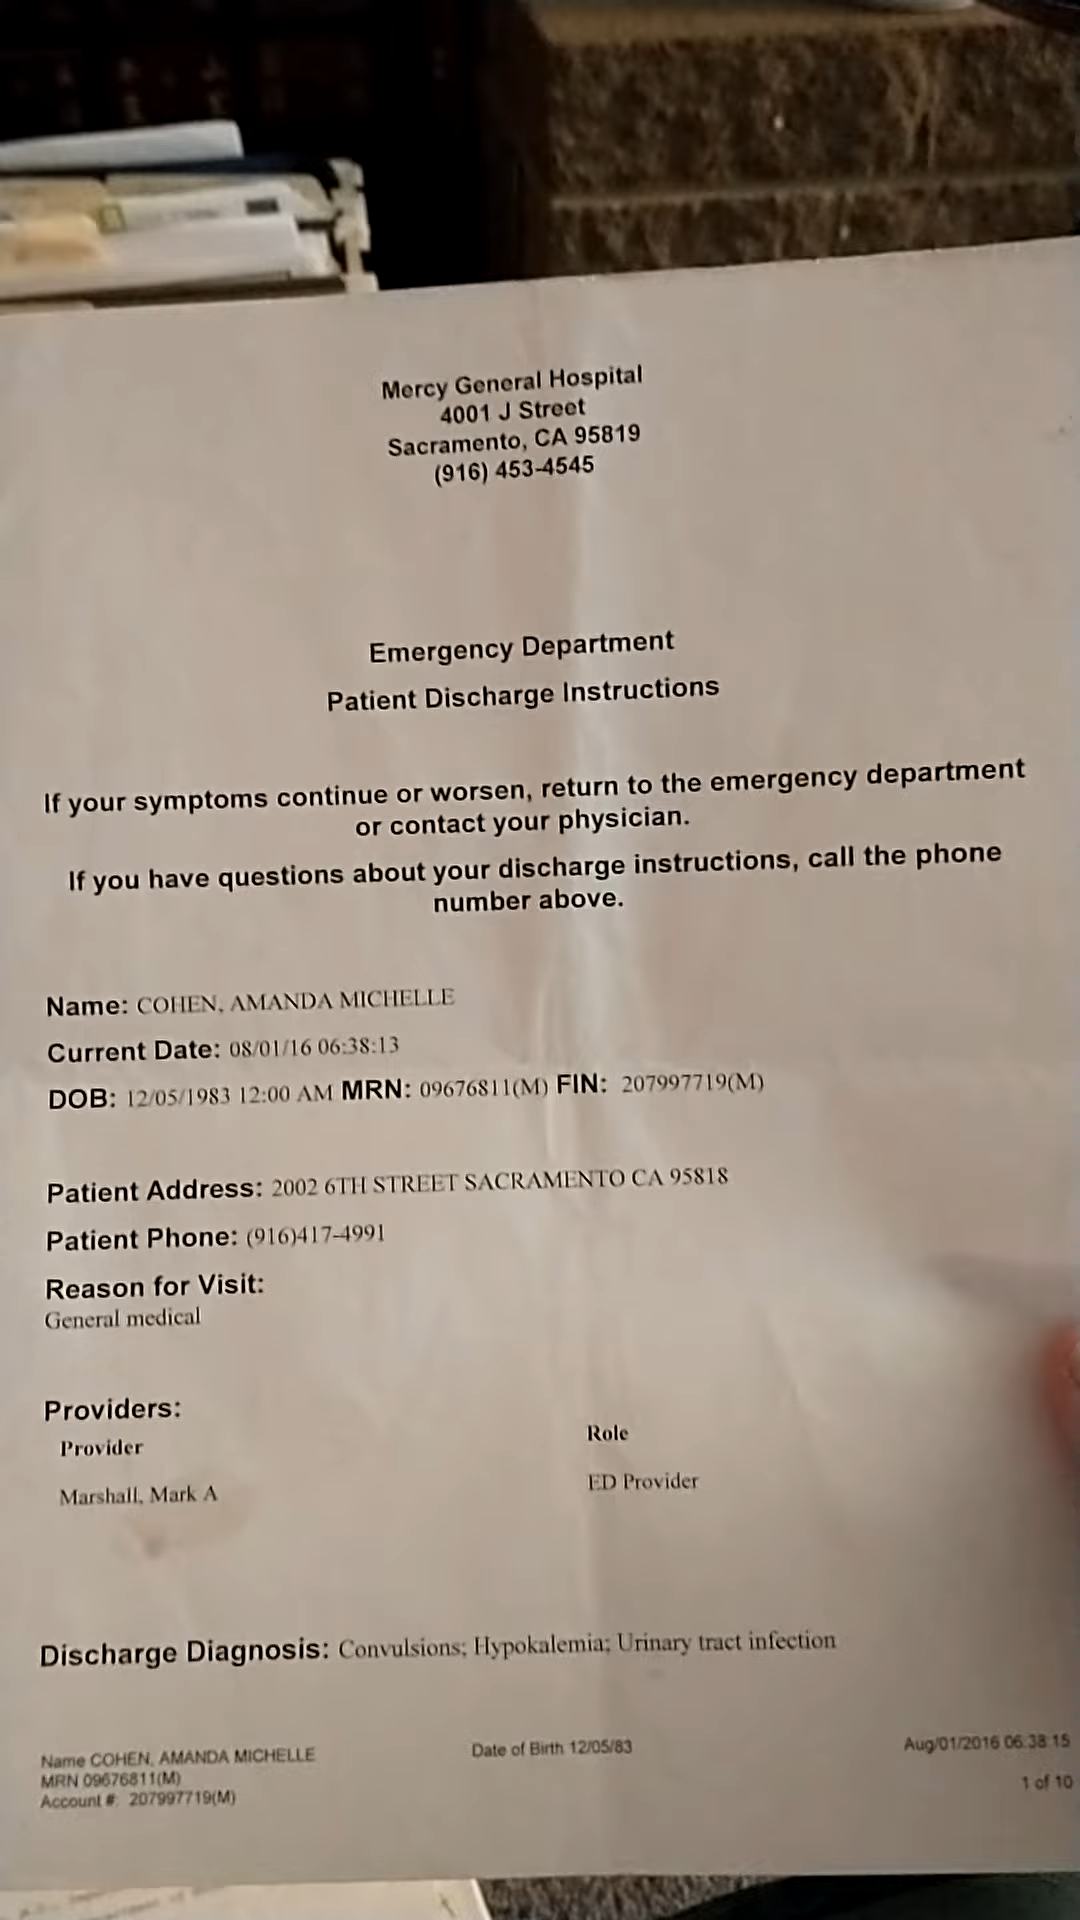 Mercy General Hospital
4001 J Street
Sacramento, CA 95819
(916) 453-4545
Emergency Department
Patient Discharge Instructions
If your symptoms continue or worsen, return to the emergency department
or contact your physician.
If you have questions about your discharge instructions, call the phone
number above.
Name: COHEN, AMANDA MICHELLE
Current Date: 08/01/16 06:38:13
DOB: 12/05/1983 12:00 AM MRN: 09676811(M) FIN: 207997719(M)
Patient Address: 2002 6TH STREET SACRAMENTO CA 95818
Patient Phone: (916)417-4991
Reason for Visit:
General medical
Providers:
Provider Role
Marshall, Mark A ED Provider
Discharge Diagnosis: Convulsions; Hypokalemia; Urinary tract infection
Name COHEN, AMANDA MICHELLE Date of Birth 12/05/83 Aug/01/2016 06:38:15
MRN 09676811(M)
Account #: 207997719(M) 1 of 10